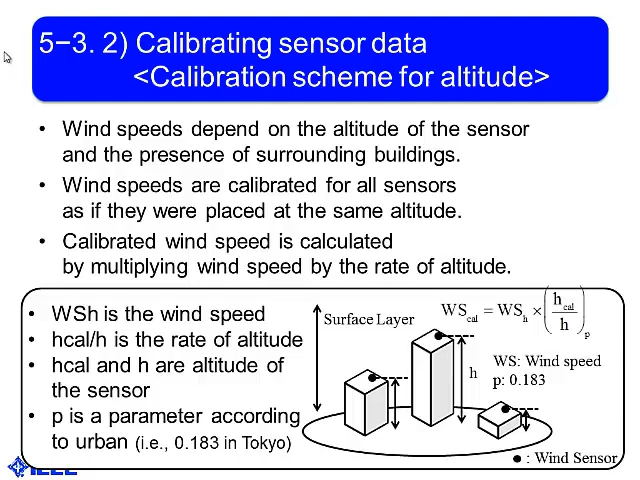 5−3. 2) Calibrating sensor data
<Calibration scheme for altitude>
• Wind speeds depend on the altitude of the sensor
and the presence of surrounding buildings.
• Wind speeds are calibrated for all sensors
as if they were placed at the same altitude.
• Calibrated wind speed is calculated
by multiplying wind speed by the rate of altitude.
• WSh is the wind speed
• hcal/h is the rate of altitude
• hcal and h are altitude of
the sensor
• p is a parameter according
to urban (i.e., 0.183 in Tokyo)
Surface Layer
WScal = WSh × (hcal/h)p
h
WS: Wind speed
p: 0.183
● : Wind Sensor
IEEE